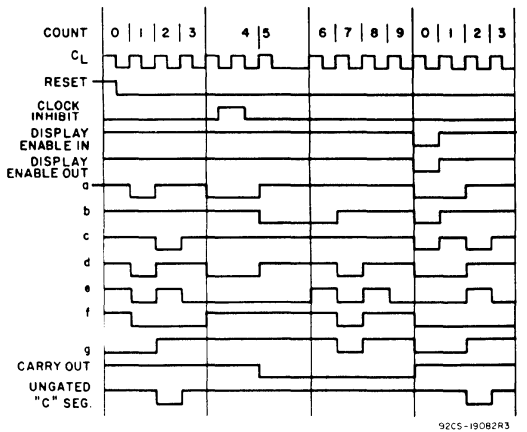 COUNT 0 1 2 3 4 5 6 7 8 9 0 1 2 3
CL
RESET
CLOCK
INHIBIT
DISPLAY
ENABLE IN
DISPLAY
ENABLE OUT
a
b
c
d
e
f
g
CARRY OUT
UNGATED
"C" SEG.
92CS-19082R3